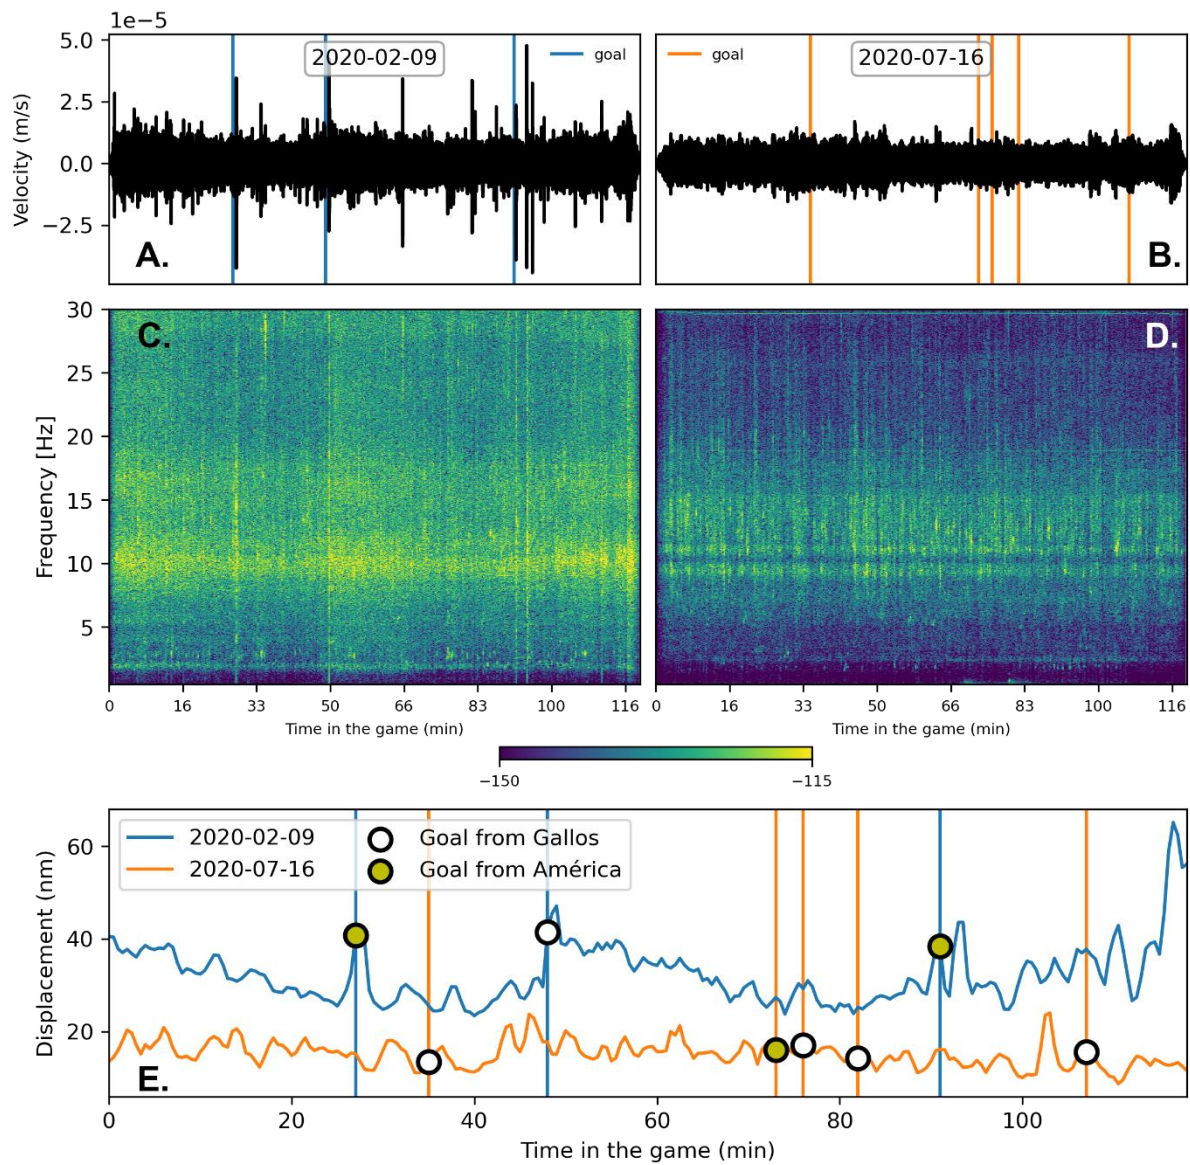 1e−5
2020-02-09
goal
goal
2020-07-16
Velocity (m/s)
5.0
2.5
0.0
−2.5
A.
B.
Frequency [Hz]
30
25
20
15
10
5
C.
D.
0 16 33 50 66 83 100 116
0 16 33 50 66 83 100 116
Time in the game (min)
Time in the game (min)
−150 −115
Displacement (nm)
60
40
20
2020-02-09
2020-07-16
Goal from Gallos
Goal from América
E.
0 20 40 60 80 100
Time in the game (min)